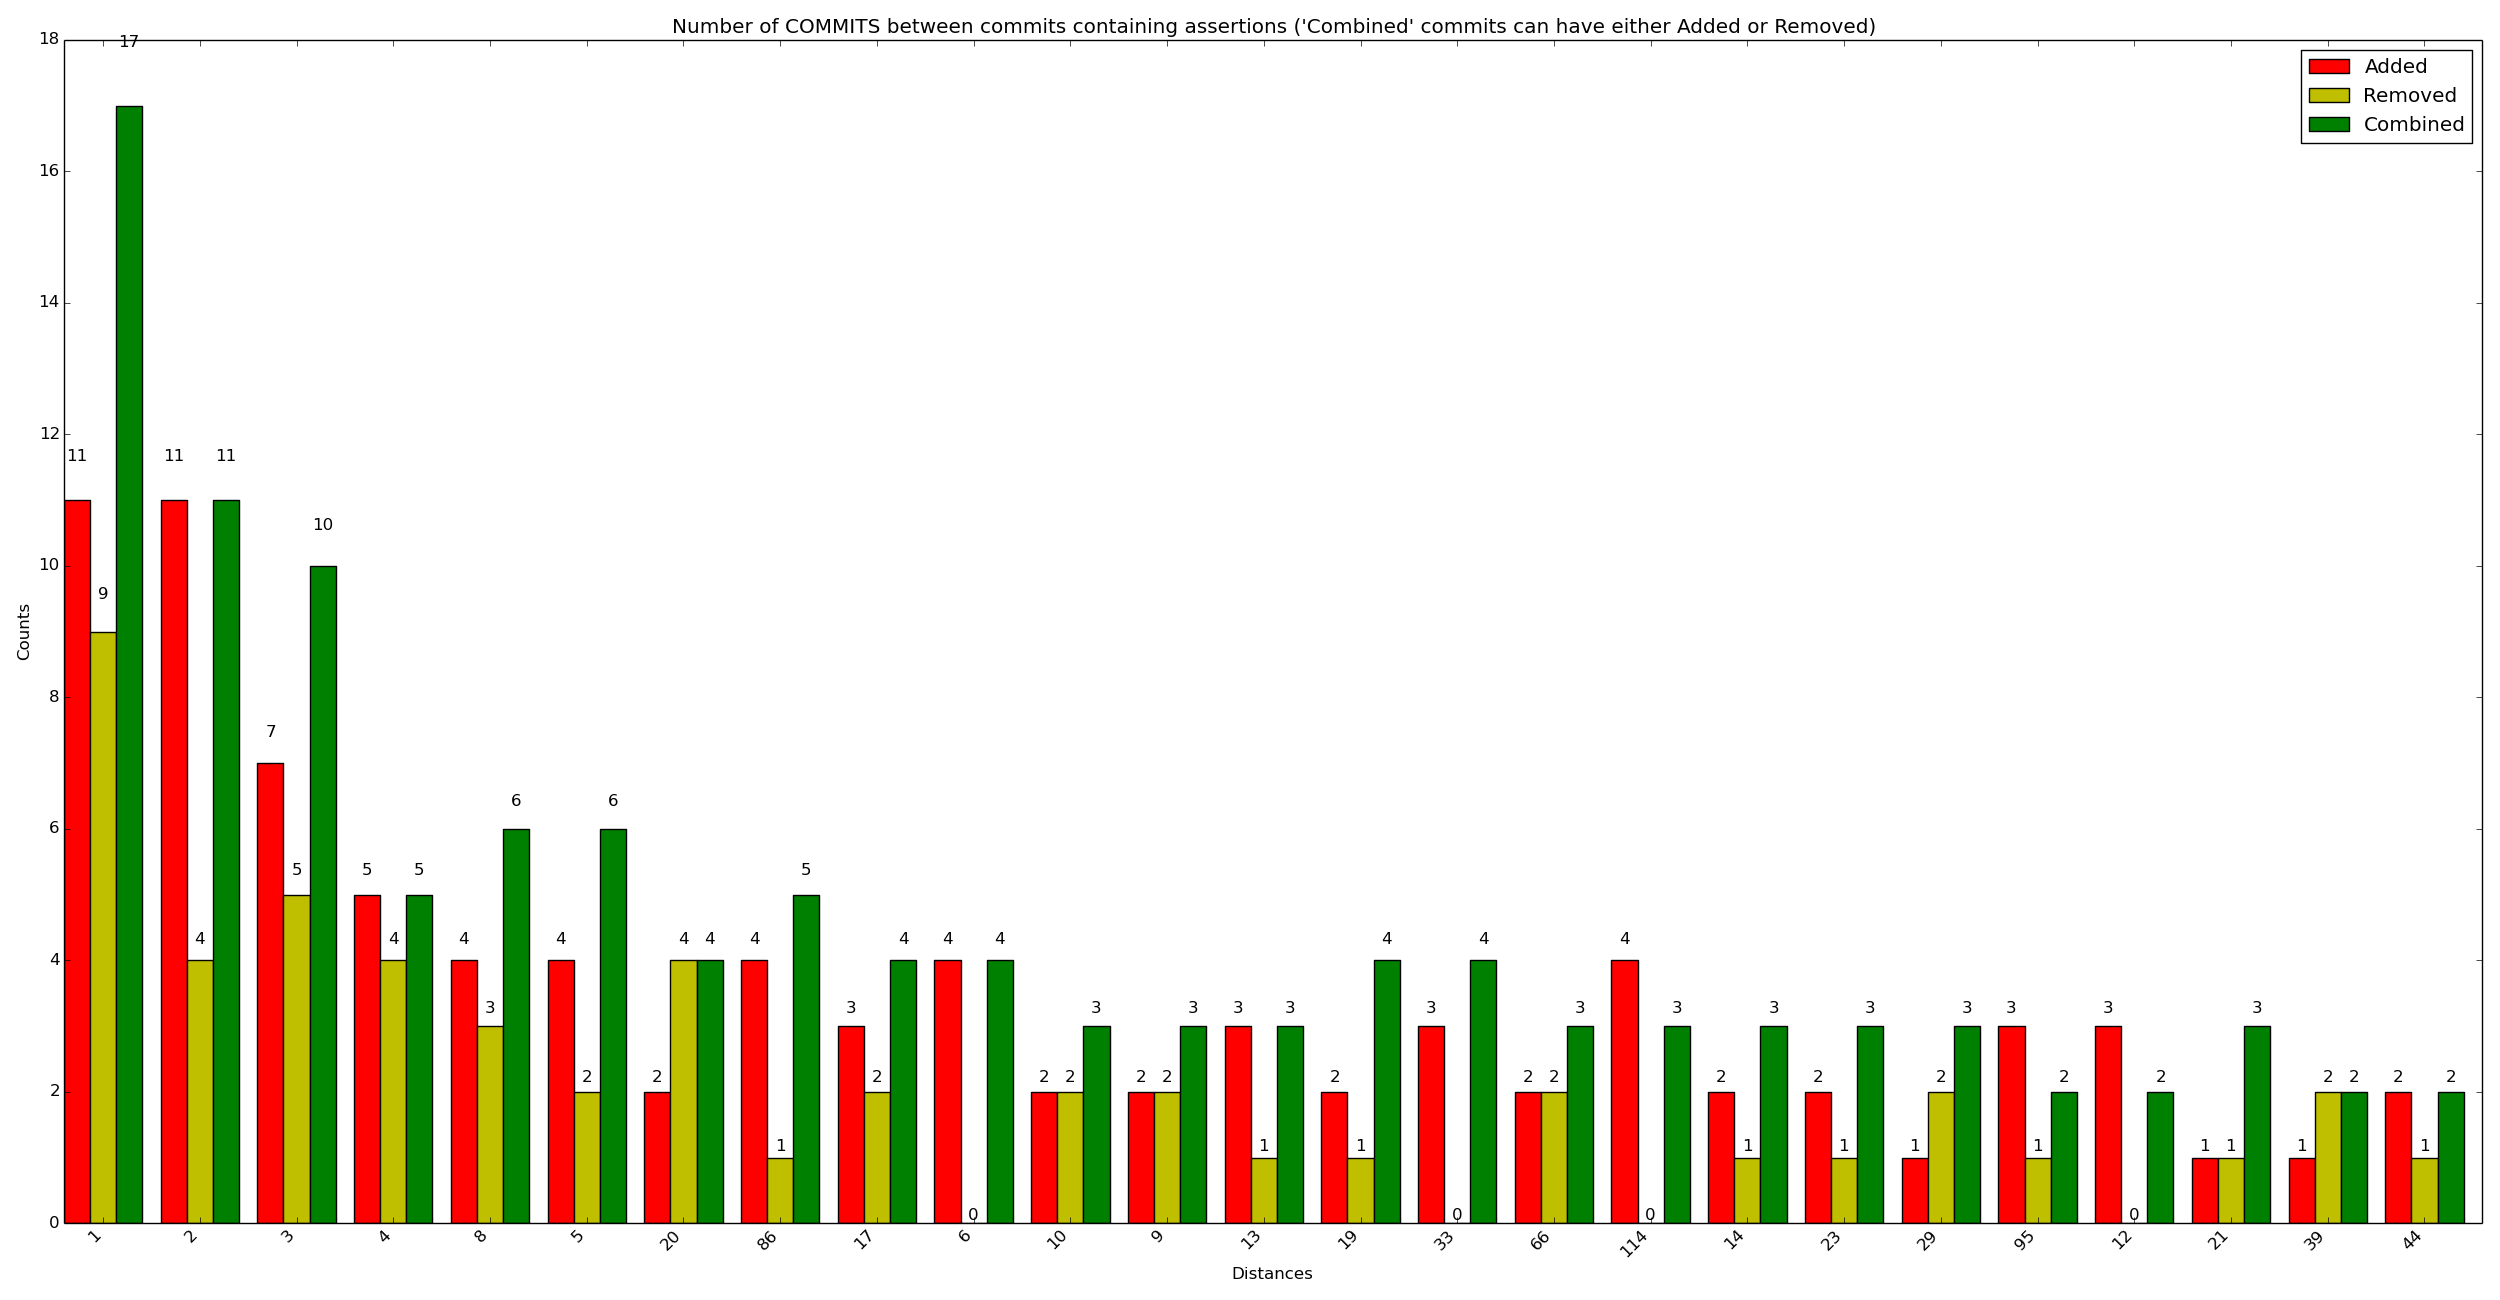 Number of COMMITS between commits containing assertions ('Combined' commits can have either Added or Removed)
Added
Removed
Combined
18
16
14
12
10
8
6
4
2
0
Counts
11 9 17
11 4 11
7 5 10
5 4 5
4 3 6
4 2 6
2 4 4
4 1 5
3 2 4
4 0 4
2 2 3
2 2 3
3 1 3
2 1 4
3 0 4
2 2 3
4 0 3
2 1 3
2 1 3
1 2 3
3 1 2
3 0 2
1 1 3
1 2 2
2 1 2
1 2 3 4 8 5 20 86 17 6 10 9 13 19 33 66 114 14 23 29 95 12 21 39 44
Distances